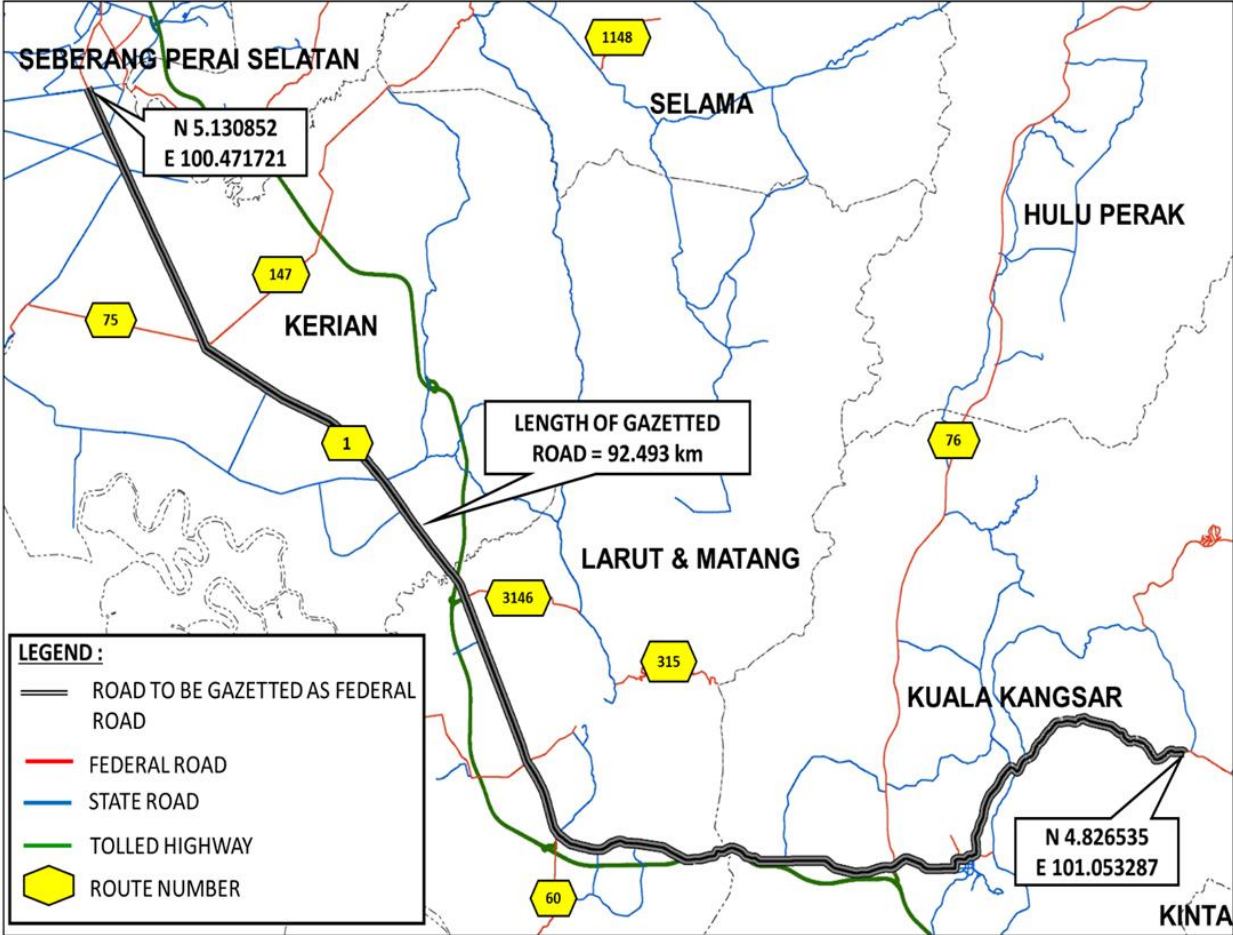 1148
SEBERANG PERAI SELATAN
SELAMA
N 5.130852
E 100.471721
HULU PERAK
147
75
KERIAN
LENGTH OF GAZETTED
ROAD = 92.493 km
1
76
LARUT & MATANG
3146
315
LEGEND :
ROAD TO BE GAZETTED AS FEDERAL
ROAD
FEDERAL ROAD
STATE ROAD
TOLLED HIGHWAY
ROUTE NUMBER
KUALA KANGSAR
N 4.826535
E 101.053287
60
KINTA